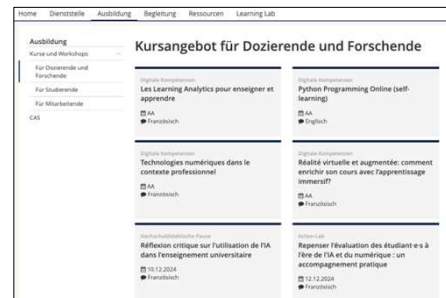 Home Dienststelle Ausbildung Begleitung Ressourcen Learning Lab
Ausbildung
Kurse und Workshops
Für Dozierende und
Forschende
Für Studierende
Für Mitarbeitende
CAS
Kursangebot für Dozierende und Forschende
Digitale Kompetenzen
Les Learning Analytics pour enseigner et
apprendre
AA
Französisch
Digitale Kompetenzen
Python Programming Online (self-
learning)
AA
Englisch
Digitale Kompetenzen
Technologies numériques dans le
contexte professionnel
AA
Französisch
Digitale Kompetenzen
Réalité virtuelle et augmentée: comment
enrichir son cours avec l'apprentissage
immersif?
AA
Französisch
Hochschuldidaktische Pause
Réflexion critique sur l'utilisation de l'IA
dans l'enseignement universitaire
10.12.2024
Französisch
Action-Lab
Repenser l'évaluation des étudiant·e·s à
l'ère de l'IA et du numérique : un
accompagnement pratique
12.12.2024
Französisch